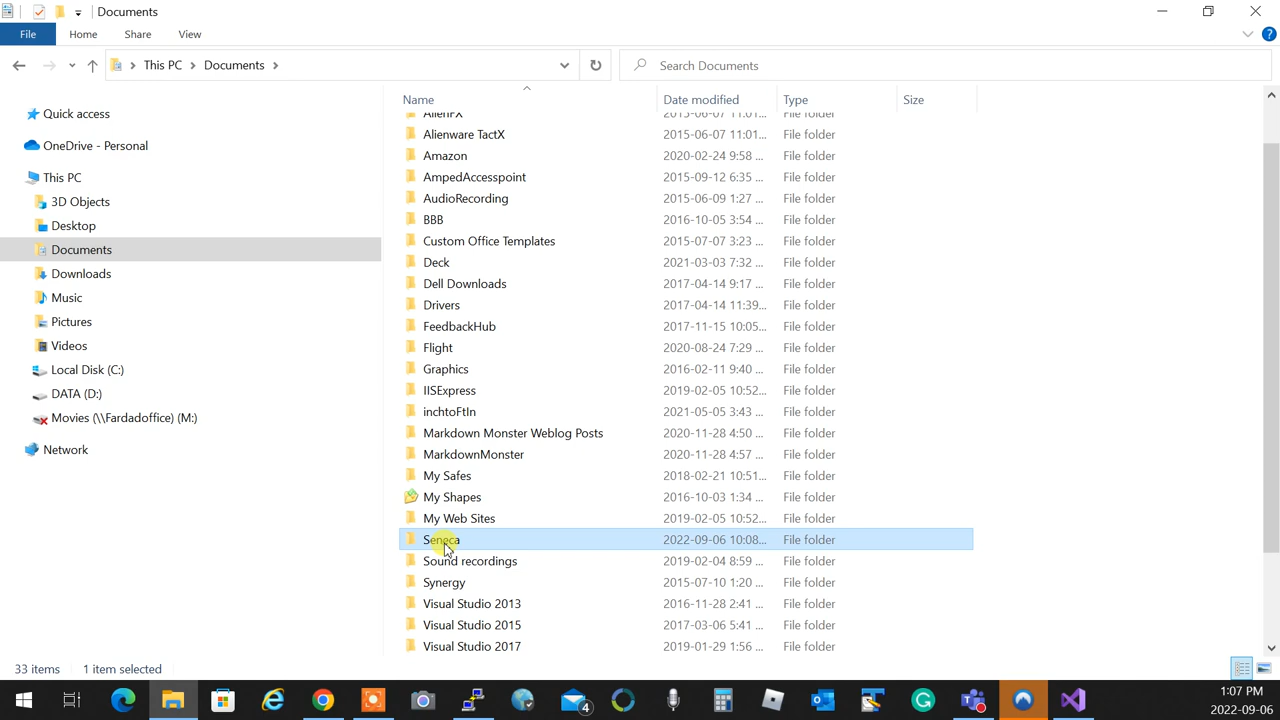 Documents
File Home Share View
This PC Documents
Search Documents
Name Date modified Type Size
Quick access
OneDrive - Personal
This PC
3D Objects
Desktop
Documents
Downloads
Music
Pictures
Videos
Local Disk (C:)
DATA (D:)
Movies (\\Fardadoffice) (M:)
Network
AlienFX 2015-06-07 11:01... File folder
Alienware TactX 2015-06-07 11:01... File folder
Amazon 2020-02-24 9:58 ... File folder
AmpedAccesspoint 2015-09-12 6:35 ... File folder
AudioRecording 2015-06-09 1:27 ... File folder
BBB 2016-10-05 3:54 ... File folder
Custom Office Templates 2015-07-07 3:23 ... File folder
Deck 2021-03-03 7:32 ... File folder
Dell Downloads 2017-04-14 9:17 ... File folder
Drivers 2017-04-14 11:39... File folder
FeedbackHub 2017-11-15 10:05... File folder
Flight 2020-08-24 7:29 ... File folder
Graphics 2016-02-11 9:40 ... File folder
IISExpress 2019-02-05 10:52... File folder
inchtoFtIn 2021-05-05 3:43 ... File folder
Markdown Monster Weblog Posts 2020-11-28 4:50 ... File folder
MarkdownMonster 2020-11-28 4:57 ... File folder
My Safes 2018-02-21 10:51... File folder
My Shapes 2016-10-03 1:34 ... File folder
My Web Sites 2019-02-05 10:52... File folder
Seneca 2022-09-06 10:08... File folder
Sound recordings 2019-02-04 8:59 ... File folder
Synergy 2015-07-10 1:20 ... File folder
Visual Studio 2013 2016-11-28 2:41 ... File folder
Visual Studio 2015 2017-03-06 5:41 ... File folder
Visual Studio 2017 2019-01-29 1:56 ... File folder
33 items 1 item selected
4
1:07 PM
2022-09-06